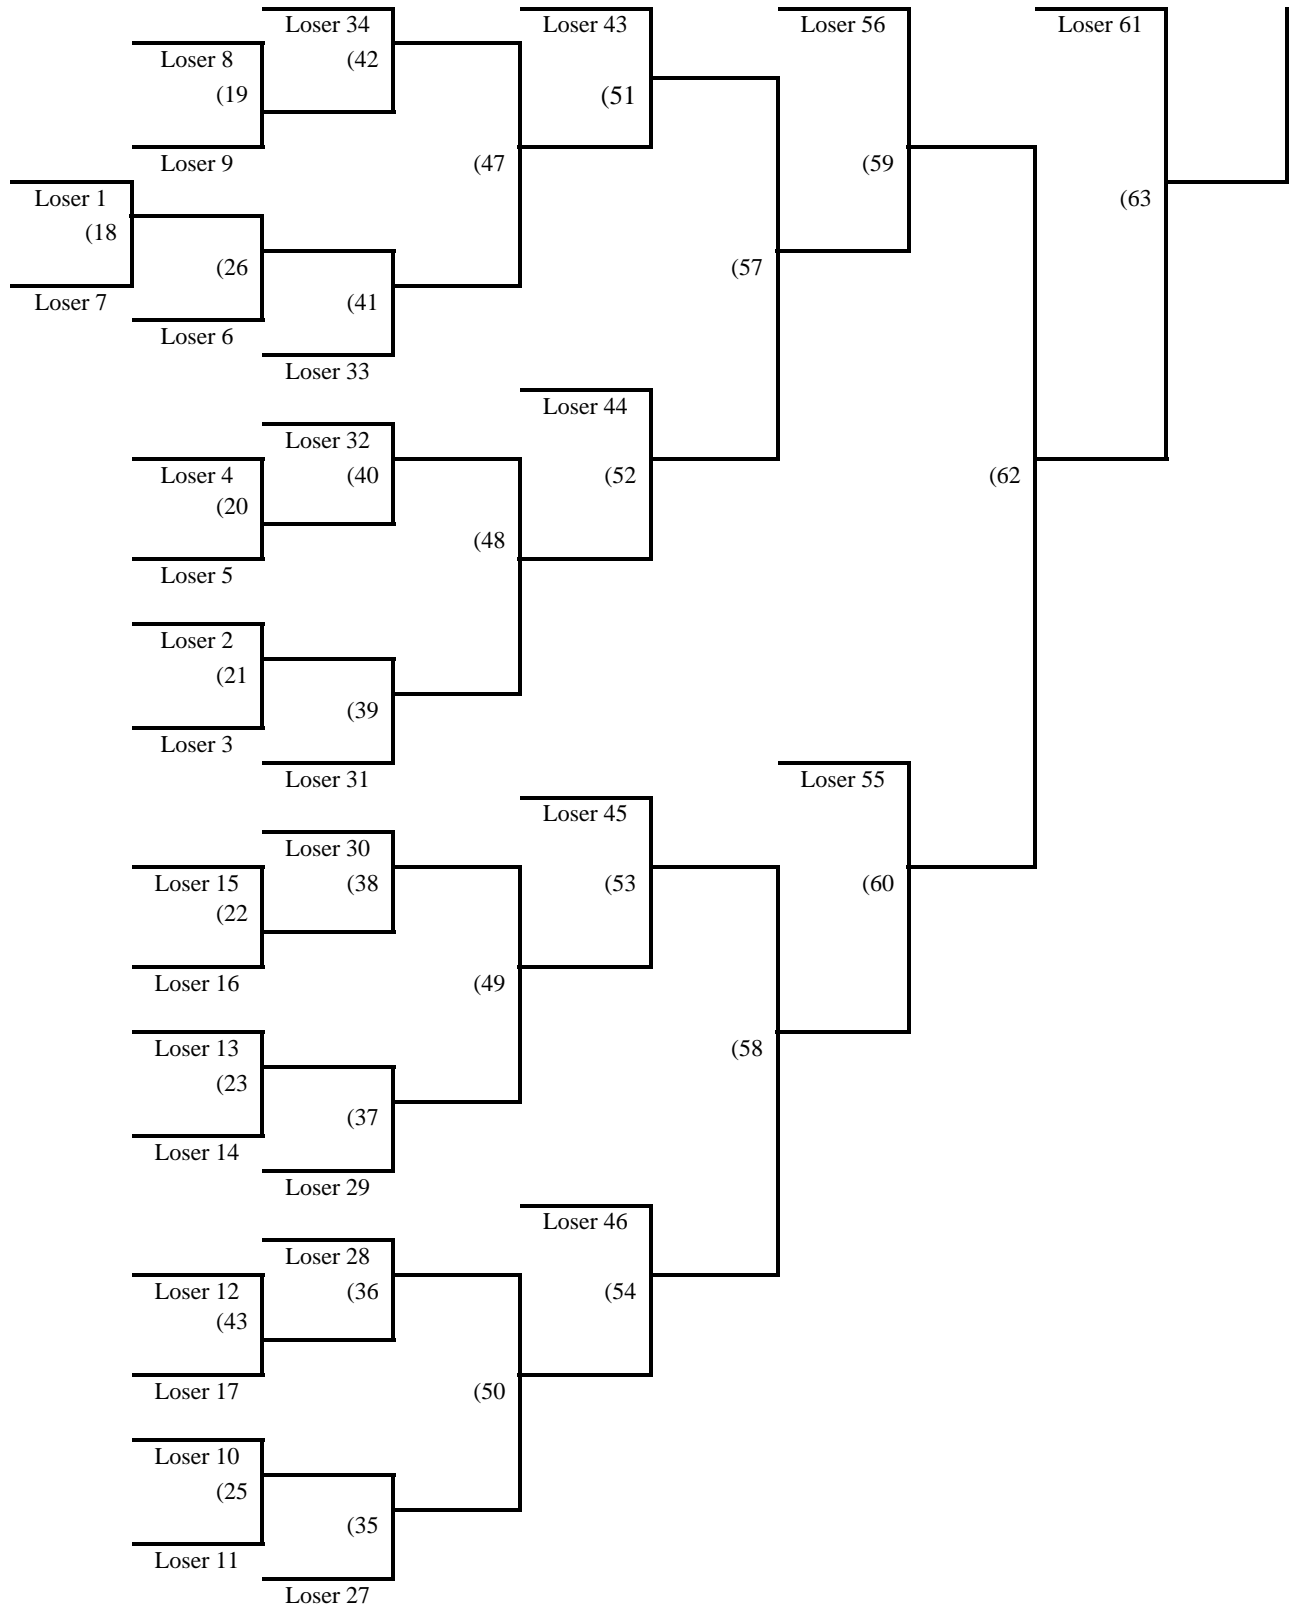 Loser 34
Loser 43
Loser 56
Loser 61
Loser 8
(42
(19
(51
Loser 9
(47
(59
Loser 1
(63
(18
(26
(57
Loser 7
(41
Loser 6
Loser 33
Loser 44
Loser 32
Loser 4
(40
(52
(62
(20
(48
Loser 5
Loser 2
(21
(39
Loser 3
Loser 31
Loser 55
Loser 45
Loser 30
Loser 15
(38
(53
(60
(22
Loser 16
(49
Loser 13
(58
(23
(37
Loser 14
Loser 29
Loser 46
Loser 28
Loser 12
(36
(54
(43
Loser 17
(50
Loser 10
(25
(35
Loser 11
Loser 27